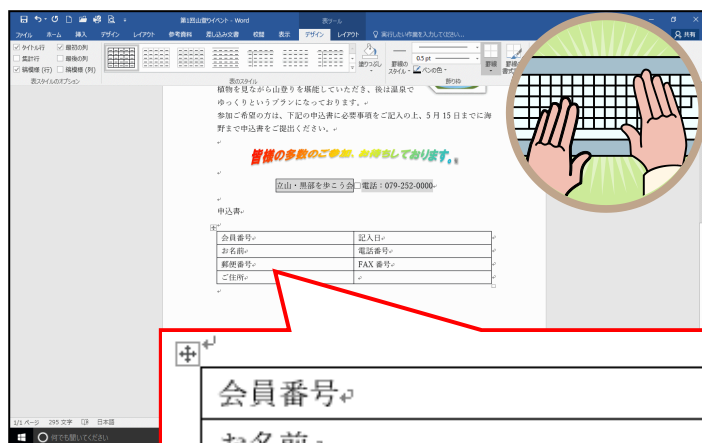 第1回山登りイベント - Word
表ツール
ファイル ホーム 挿入 デザイン レイアウト 参考資料 差し込み文書 校閲 表示 デザイン レイアウト 実行したい作業を入力してください... 共有
タイトル行 最初の列
集計行 最後の列
縞模様 (行) 縞模様 (列)
表スタイルのオプション
表のスタイル
塗りつぶし
罫線のスタイル
0.5 pt
ペンの色
罫線
飾り枠
植物を見ながら山登りを堪能していただき、後は温泉で
ゆっくりというプランになっております。
参加ご希望の方は、下記の申込書に必要事項をご記入の上、5月15日までに海
野まで申込書をご提出ください。
皆様の多数のご参加、お待ちしております。
立山・黒部を歩こう会□電話：079-252-0000
申込書
会員番号 記入日
お名前 電話番号
郵便番号 FAX 番号
ご住所
会員番号
お名前
1/1 ページ 295 文字 日本語
何でも聞いてください